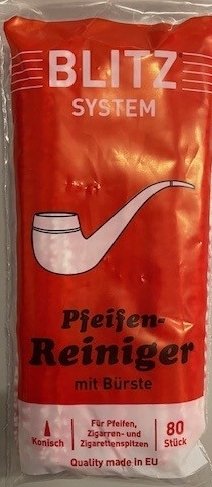 BLITZ
SYSTEM
Pfeifen-
Reiniger
mit Bürste
Konisch
Für Pfeifen,
Zigarren- und
Zigarettenspitzen
80
Stück
Quality made in EU